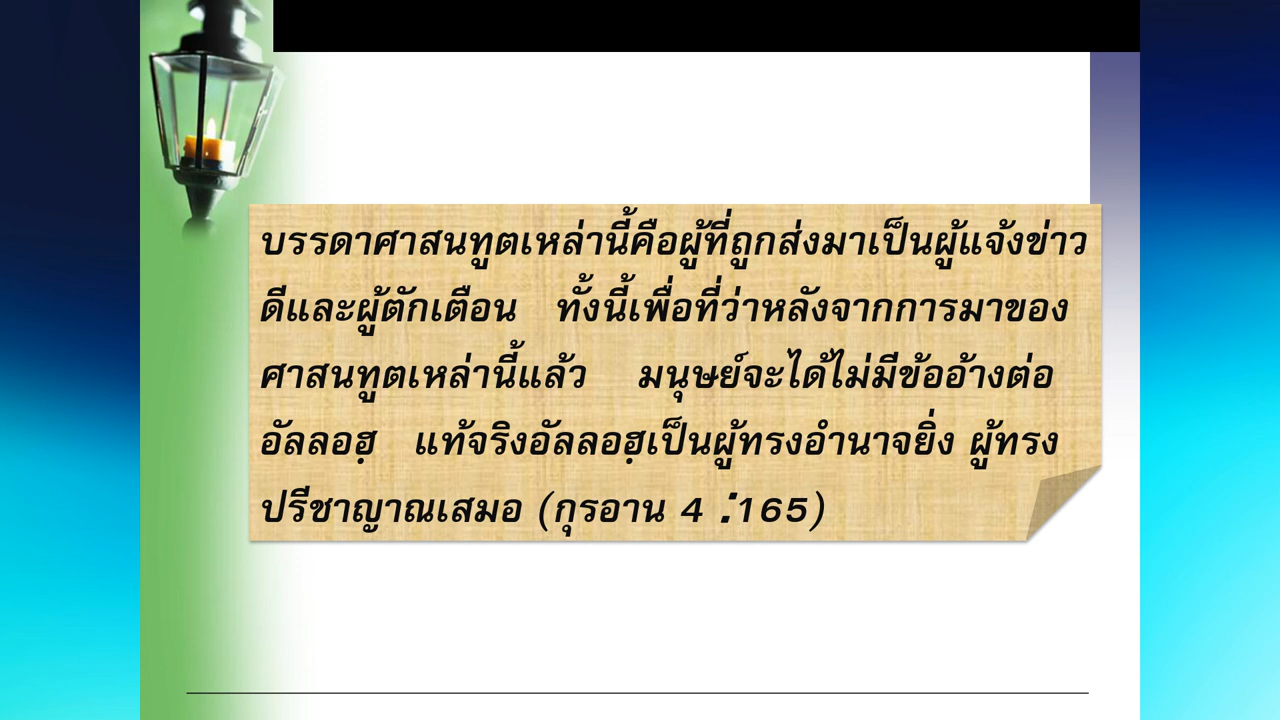 บรรดาศาสนทูตเหล่านี้คือผู้ที่ถูกส่งมาเป็นผู้แจ้งข่าว
ดีและผู้ตักเตือน ทั้งนี้เพื่อที่ว่าหลังจากการมาของ
ศาสนทูตเหล่านี้แล้ว มนุษย์จะได้ไม่มีข้ออ้างต่อ
อัลลอฮฺ แท้จริงอัลลอฮฺเป็นผู้ทรงอำนาจยิ่ง ผู้ทรง
ปรีชาญาณเสมอ (กุรอาน 4 :165)